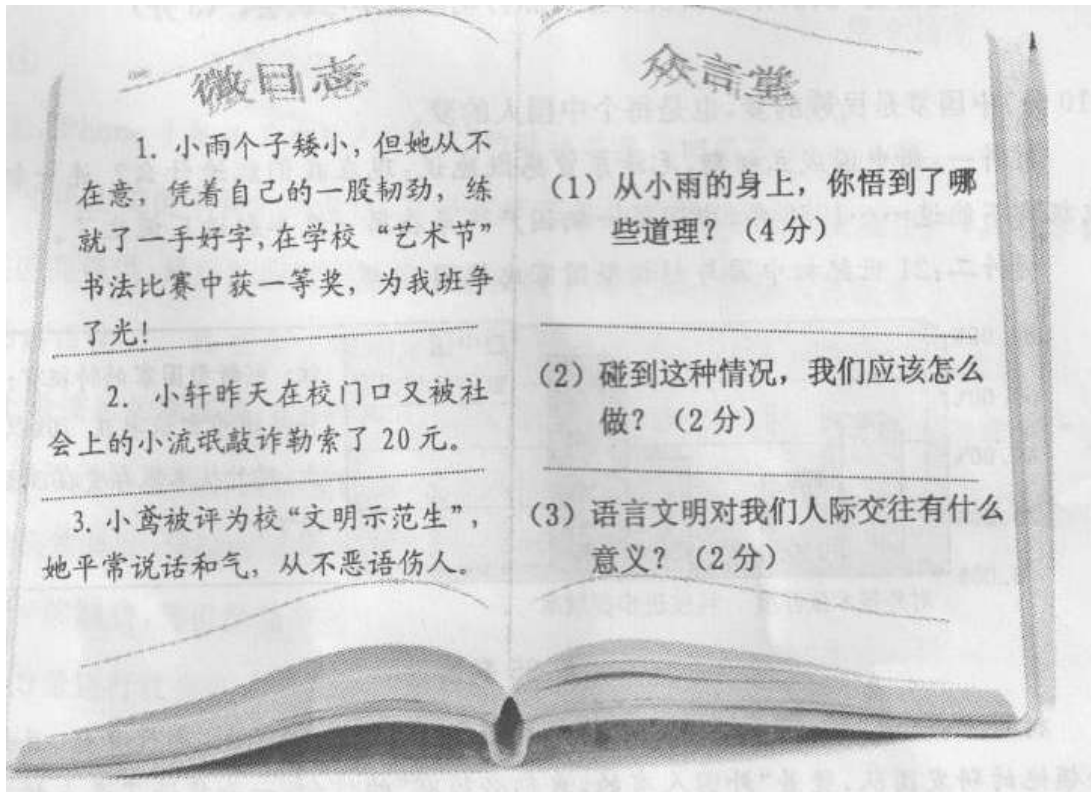 微日志
1. 小雨个子矮小，但她从不
在意，凭着自己的一股韧劲，练
就了一手好字，在学校“艺术节”
书法比赛中获一等奖，为我班争
了光！
2. 小轩昨天在校门口又被社
会上的小流氓敲诈勒索了 20 元。
3. 小鸢被评为校“文明示范生”，
她平常说话和气，从不恶语伤人。
众言堂
（1）从小雨的身上，你悟到了哪
些道理？（4 分）
（2）碰到这种情况，我们应该怎么
做？（2 分）
（3）语言文明对我们人际交往有什么
意义？（2 分）